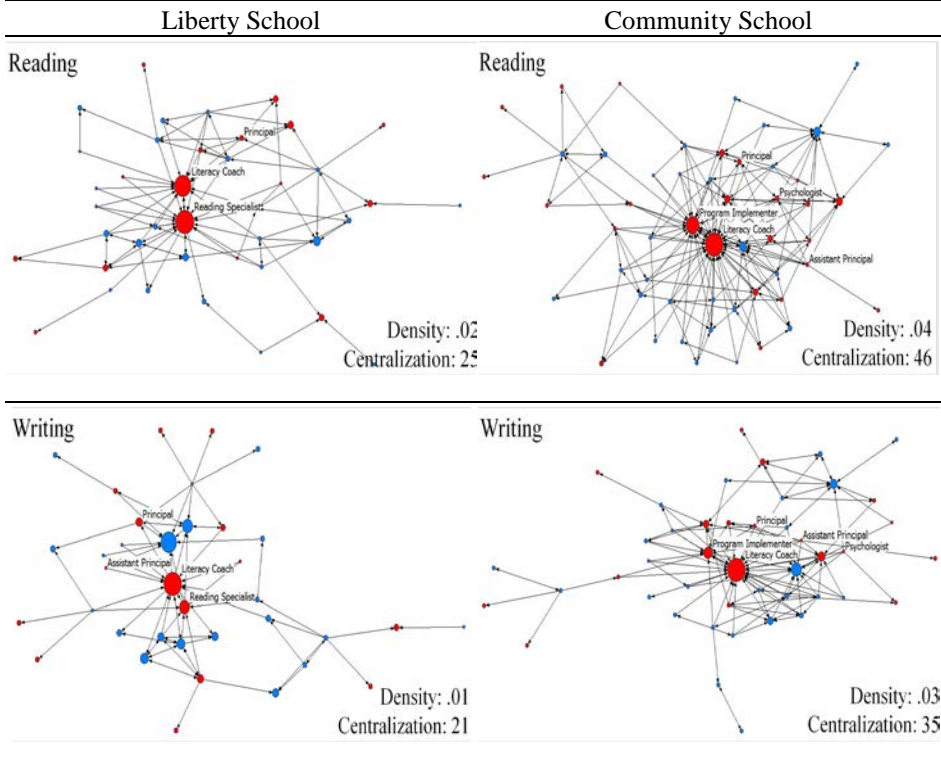 Liberty School
Community School
Reading
Principal
Literacy Coach
Reading Specialist
Density: .02
Centralization: 25
Reading
Principal
Psychologist
Program Implementer
Literacy Coach
Assistant Principal
Density: .04
Centralization: 46
Writing
Principal
Assistant Principal
Literacy Coach
Reading Specialist
Density: .01
Centralization: 21
Writing
Principal
Assistant Principal
Program Implementer
Psychologist
Literacy Coach
Density: .03
Centralization: 35